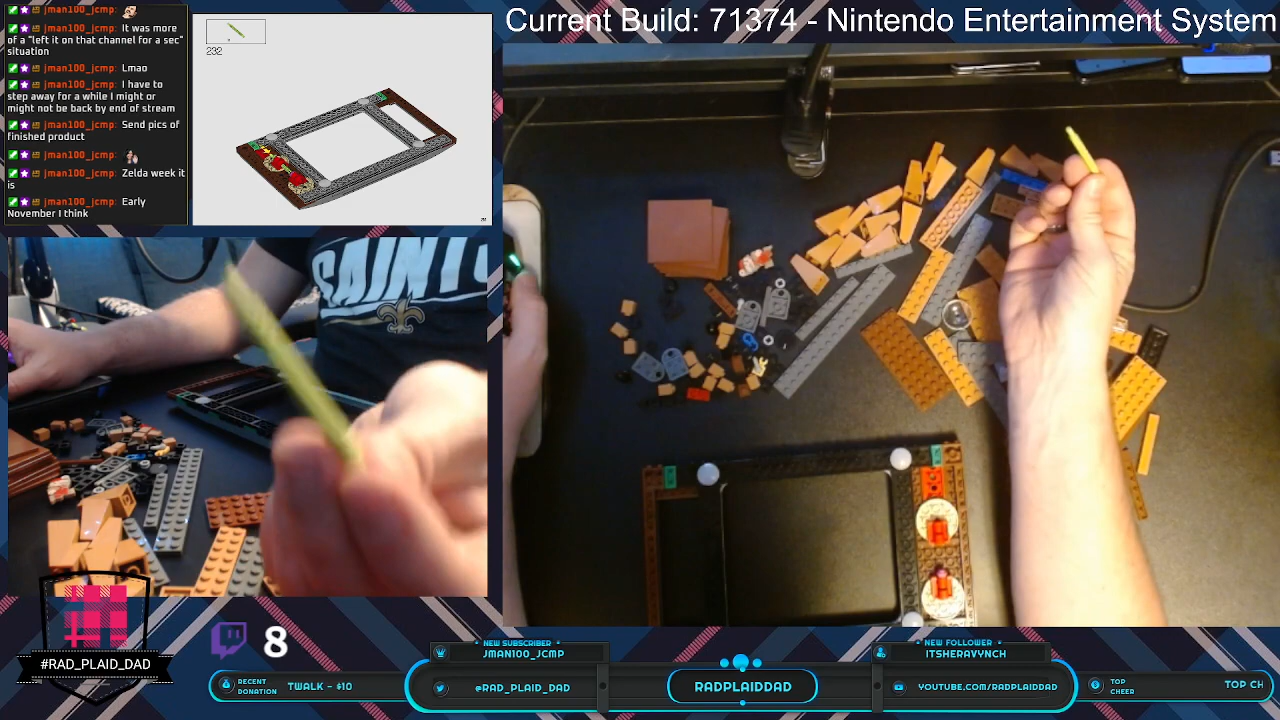 jman100_jcmp:
jman100_jcmp: It was more
of a "left it on that channel for a sec"
situation
jman100_jcmp: Lmao
jman100_jcmp: I have to
step away for a while I might or
might not be back by end of stream
jman100_jcmp: Send pics of
finished product
jman100_jcmp:
jman100_jcmp: Zelda week it
is
jman100_jcmp: Early
November I think
232
Current Build: 71374 - Nintendo Entertainment System
SAINTS
#RAD_PLAID_DAD
8
RECENT
DONATION
TWALK - $10
NEW SUBSCRIBER
JMAN100_JCMP
@RAD_PLAID_DAD
RADPLAIDDAD
NEW FOLLOWER
ITSHERAVYNCH
YOUTUBE.COM/RADPLAIDDAD
TOP
CHEER
TOP CH